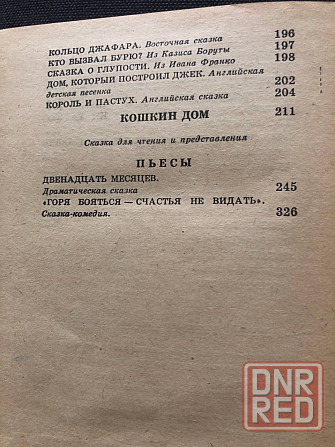 КОЛЬЦО ДЖАФАРА. Восточная сказка 196
КТО ВЫЗВАЛ БУРЮ? Из Казиса Боруты 197
СКАЗКА О ГЛУПОСТИ. Из Ивана Франко 198
ДОМ, КОТОРЫЙ ПОСТРОИЛ ДЖЕК. Английская
детская песенка 202
КОРОЛЬ И ПАСТУХ. Английская сказка 204
КОШКИН ДОМ 211
Сказка для чтения и представления
ПЬЕСЫ
ДВЕНАДЦАТЬ МЕСЯЦЕВ.
Драматическая сказка 245
«ГОРЯ БОЯТЬСЯ — СЧАСТЬЯ НЕ ВИДАТЬ».
Сказка-комедия. 326
DNR
RED